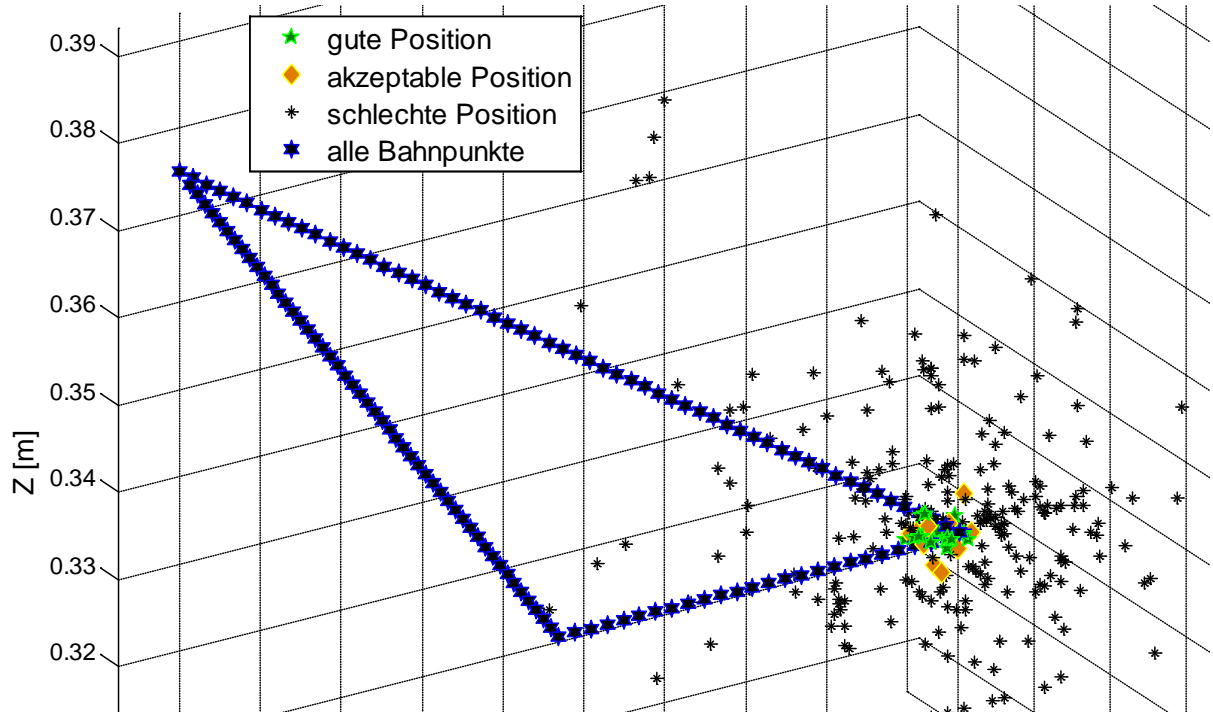 0.39
gute Position
akzeptable Position
0.38
schlechte Position
alle Bahnpunkte
0.37
0.36
0.35
0.34
Z [m]
0.33
0.32